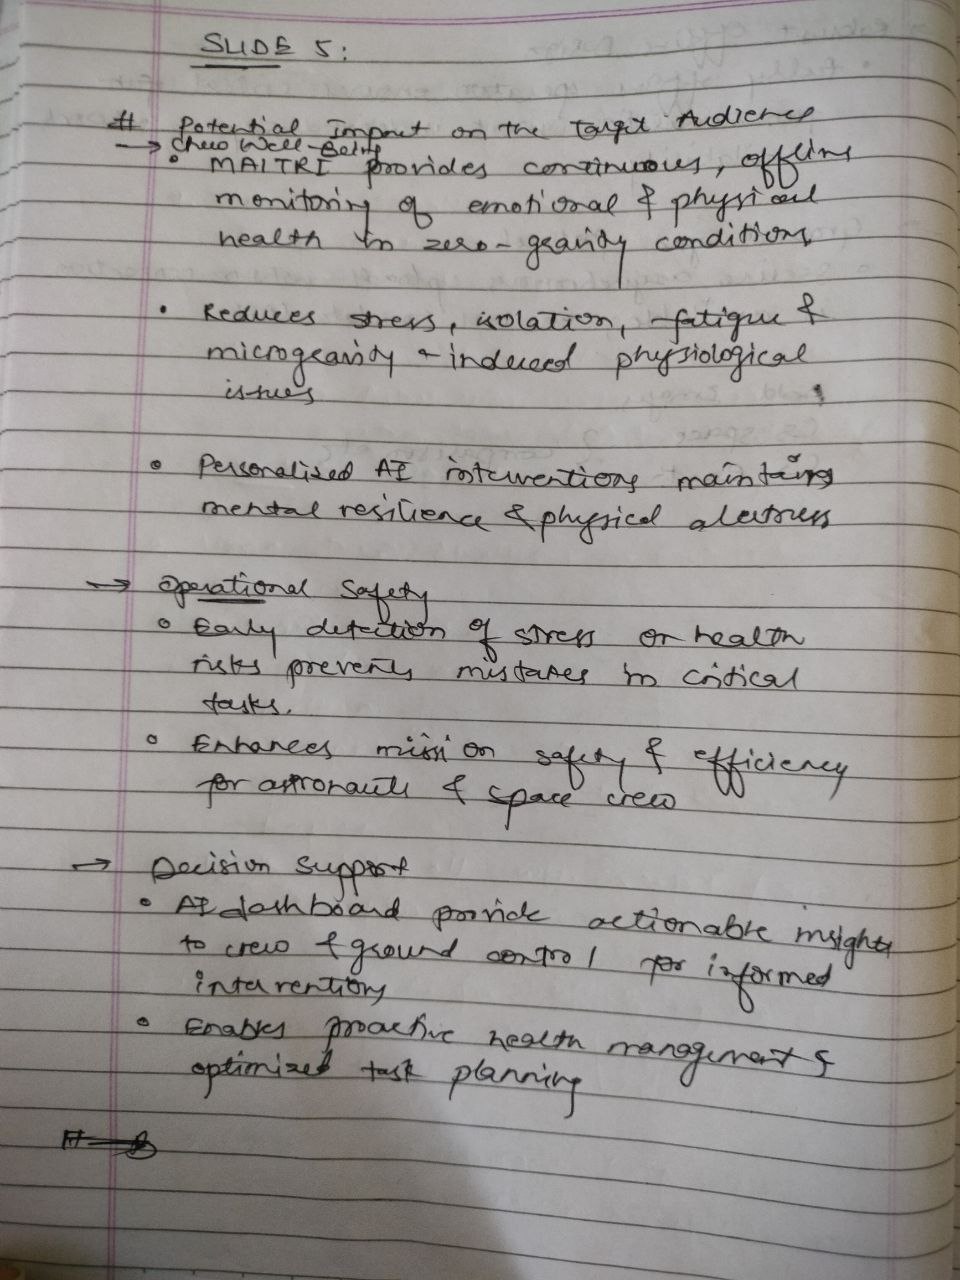 SLIDE 5:
# Potential Impact on the target Audience
→ Crew Well-Being
• MAITRI provides continuous, offline
monitoring of emotional & physical
health in zero-gravity conditions
• Reduces stress, isolation, fatigue &
microgravity - induced physiological
issues
• Personalized AI interventions maintains
mental resilience & physical alertness
→ Operational Safety
• Early detection of stress or health
risks prevents mistakes in critical
tasks.
• Enhances mission safety & efficiency
for astronauts & space crew
→ Decision Support
• AI dashboard provide actionable insights
to crew & ground control for informed
interventions
• Enables proactive health management &
optimized task planning